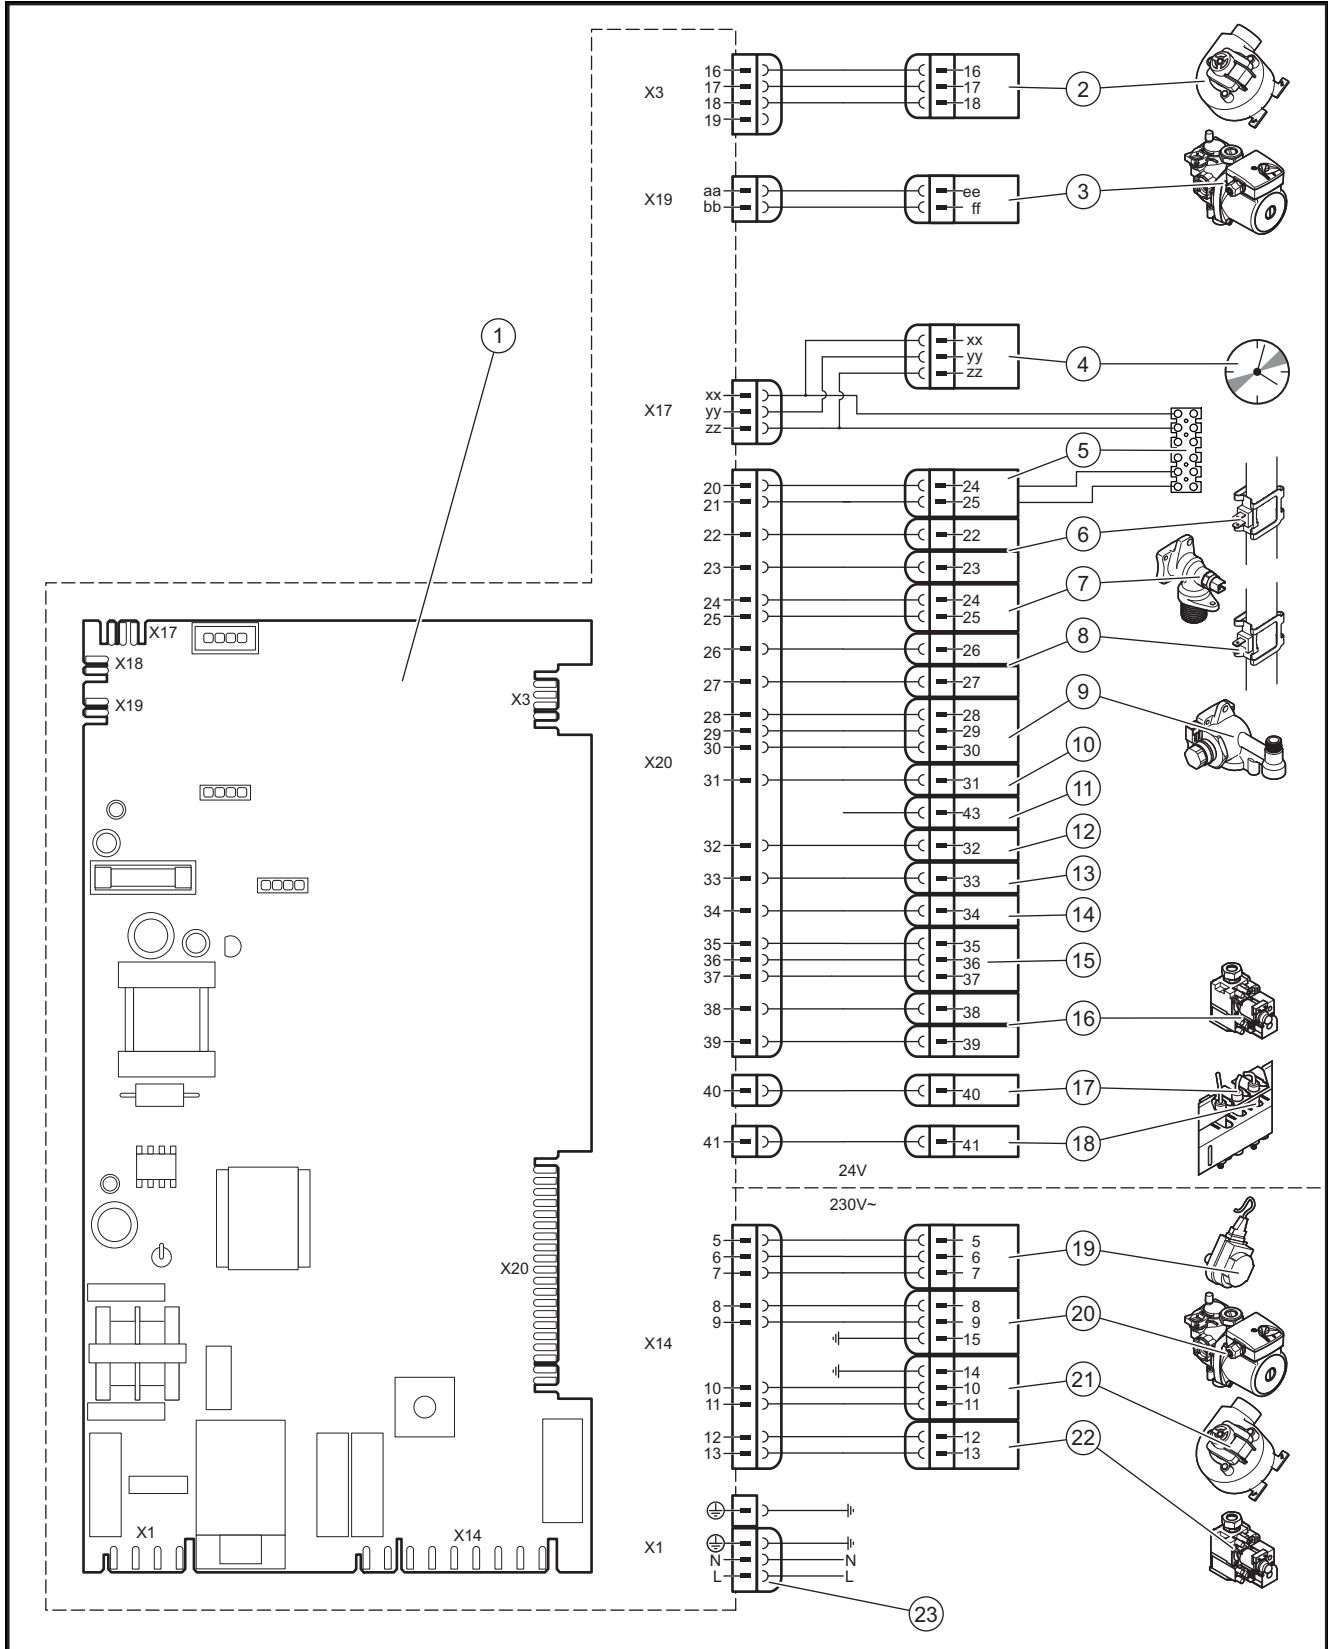 X3
16 16
17 17
18 18
19
2
X19
aa ee
bb ff
3
1
xx
yy
zz
4
X17
xx
yy
zz
5
20 24
21 25
22 22
6
23 23
7
24 24
25 25
8
26 26
27 27
9
28 28
29 29
30 30
10
X20
31 31
11
43
12
32 32
13
33 33
34 34
14
35 35
36 36
37 37
15
38 38
16
39 39
40 40
17
41 41
18
24V
230V~
5 5
6 6
7 7
19
8 8
9 9
15
20
X14
14
10 10
11 11
21
12 12
13 13
22
X1
N N
L L
23
X17
X18
X19
X3
X20
X1
X14